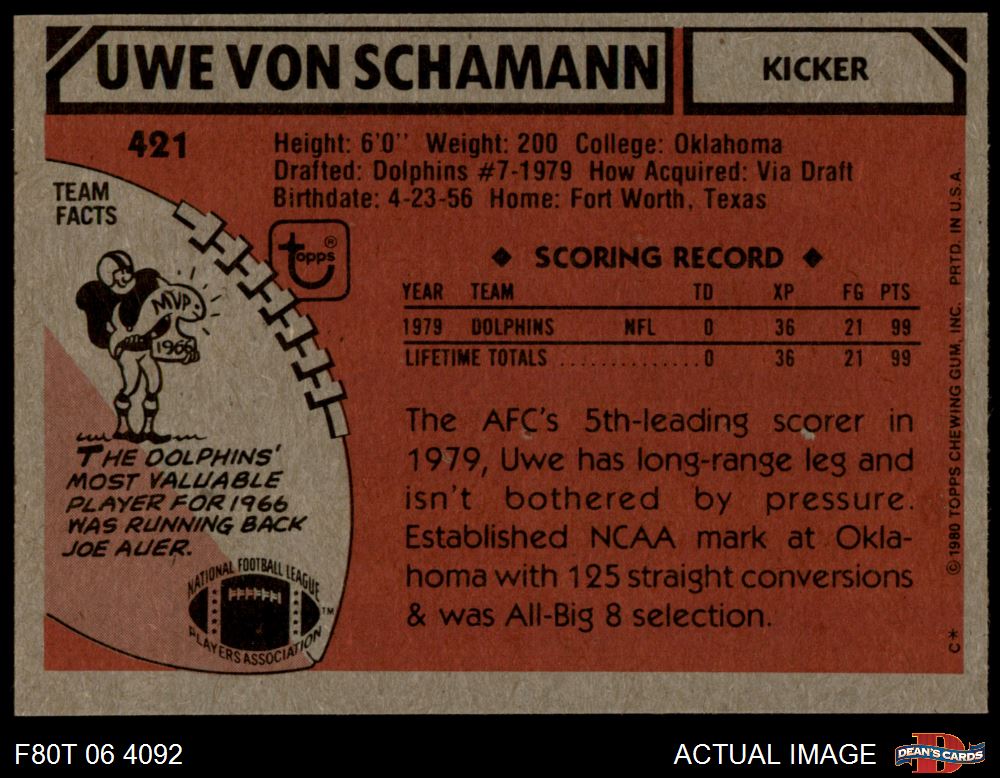 UWE VON SCHAMANN
KICKER
421
Height: 6'0" Weight: 200 College: Oklahoma
Drafted: Dolphins #7-1979 How Acquired: Via Draft
Birthdate: 4-23-56 Home: Fort Worth, Texas
TEAM
FACTS
topps®
MVP.
1966
THE DOLPHINS'
MOST VALUABLE
PLAYER FOR 1966
WAS RUNNING BACK
JOE AUER.
NATIONAL FOOTBALL LEAGUE
PLAYERS ASSOCIATION
TM
◆ SCORING RECORD ◆
YEAR TEAM TD XP FG PTS
1979 DOLPHINS NFL 0 36 21 99
LIFETIME TOTALS ............. 0 36 21 99
The AFC's 5th-leading scorer in
1979, Uwe has long-range leg and
isn't bothered by pressure.
Established NCAA mark at Okla-
homa with 125 straight conversions
& was All-Big 8 selection.
©1980 TOPPS CHEWING GUM, INC. PRTD. IN U.S.A.
C*
F80T 06 4092
ACTUAL IMAGE
DEAN'S CARDS